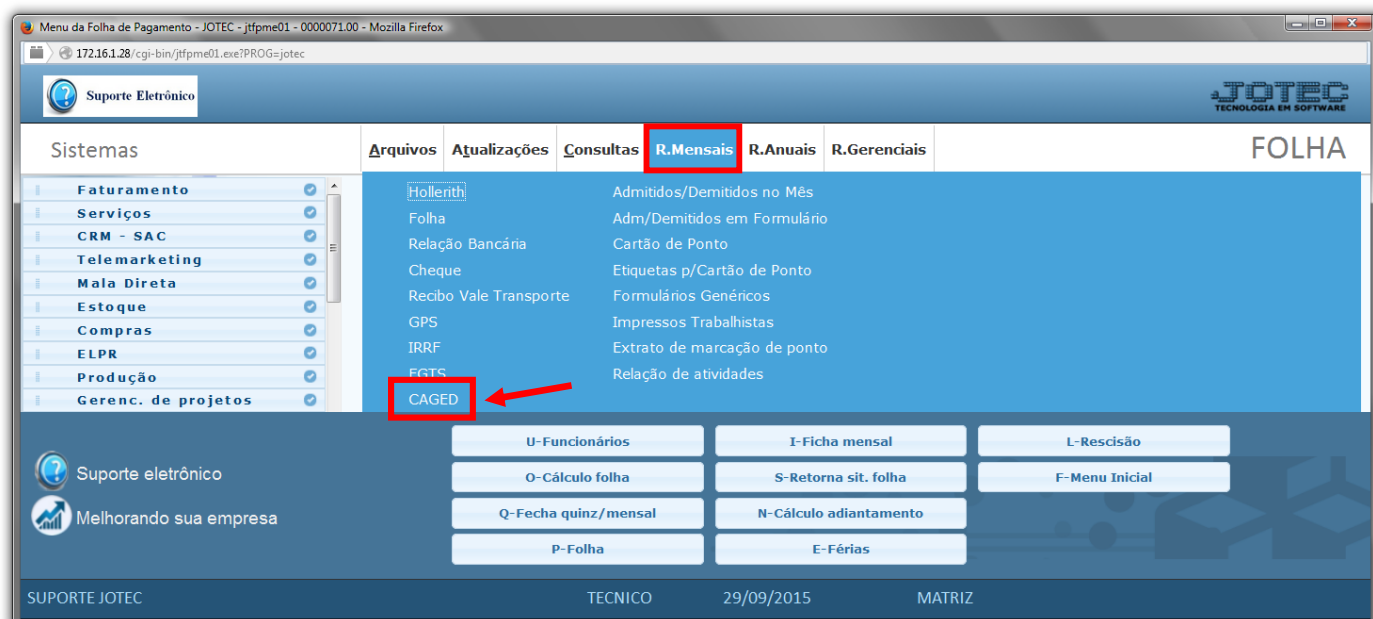 Menu da Folha de Pagamento - JOTEC - jtfpme01 - 0000071.00 - Mozilla Firefox
172.16.1.28/cgi-bin/jtfpme01.exe?PROG=jotec
Suporte Eletrônico
JOTEC
TECNOLOGIA EM SOFTWARE
Sistemas
Arquivos Atualizações Consultas R.Mensais R.Anuais R.Gerenciais
FOLHA
Faturamento
Serviços
CRM - SAC
Telemarketing
Mala Direta
Estoque
Compras
ELPR
Produção
Gerenc. de projetos
Hollerith
Folha
Relação Bancária
Cheque
Recibo Vale Transporte
GPS
IRRF
FGTS
CAGED
Admitidos/Demitidos no Mês
Adm/Demitidos em Formulário
Cartão de Ponto
Etiquetas p/Cartão de Ponto
Formulários Genéricos
Impressos Trabalhistas
Extrato de marcação de ponto
Relação de atividades
Suporte eletrônico
Melhorando sua empresa
U-Funcionários I-Ficha mensal L-Rescisão
O-Cálculo folha S-Retorna sit. folha F-Menu Inicial
Q-Fecha quinz/mensal N-Cálculo adiantamento
P-Folha E-Férias
SUPORTE JOTEC TECNICO 29/09/2015 MATRIZ